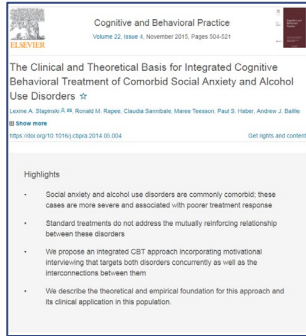 Cognitive and Behavioral Practice
Volume 22, Issue 4, November 2015, Pages 504-521
ELSEVIER
The Clinical and Theoretical Basis for Integrated Cognitive
Behavioral Treatment of Comorbid Social Anxiety and Alcohol
Use Disorders ☆
Lexine A. Stapinski, Ronald M. Rapee, Claudia Sannibale, Maree Teesson, Paul S. Haber, Andrew J. Baillie
Show more
https://doi.org/10.1016/j.cbpra.2014.05.004
Get rights and content
Highlights
• Social anxiety and alcohol use disorders are commonly comorbid; these
cases are more severe and associated with poorer treatment response
• Standard treatments do not address the mutually reinforcing relationship
between these disorders
• We propose an integrated CBT approach incorporating motivational
interviewing that targets both disorders concurrently as well as the
interconnections between them
• We describe the theoretical and empirical foundation for this approach and
its clinical application in this population.